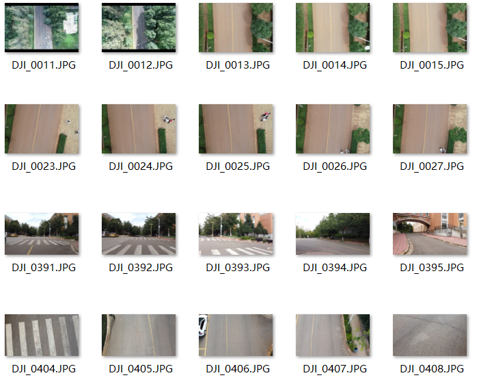 DJI_0011.JPG DJI_0012.JPG DJI_0013.JPG DJI_0014.JPG DJI_0015.JPG
DJI_0023.JPG DJI_0024.JPG DJI_0025.JPG DJI_0026.JPG DJI_0027.JPG
DJI_0391.JPG DJI_0392.JPG DJI_0393.JPG DJI_0394.JPG DJI_0395.JPG
DJI_0404.JPG DJI_0405.JPG DJI_0406.JPG DJI_0407.JPG DJI_0408.JPG